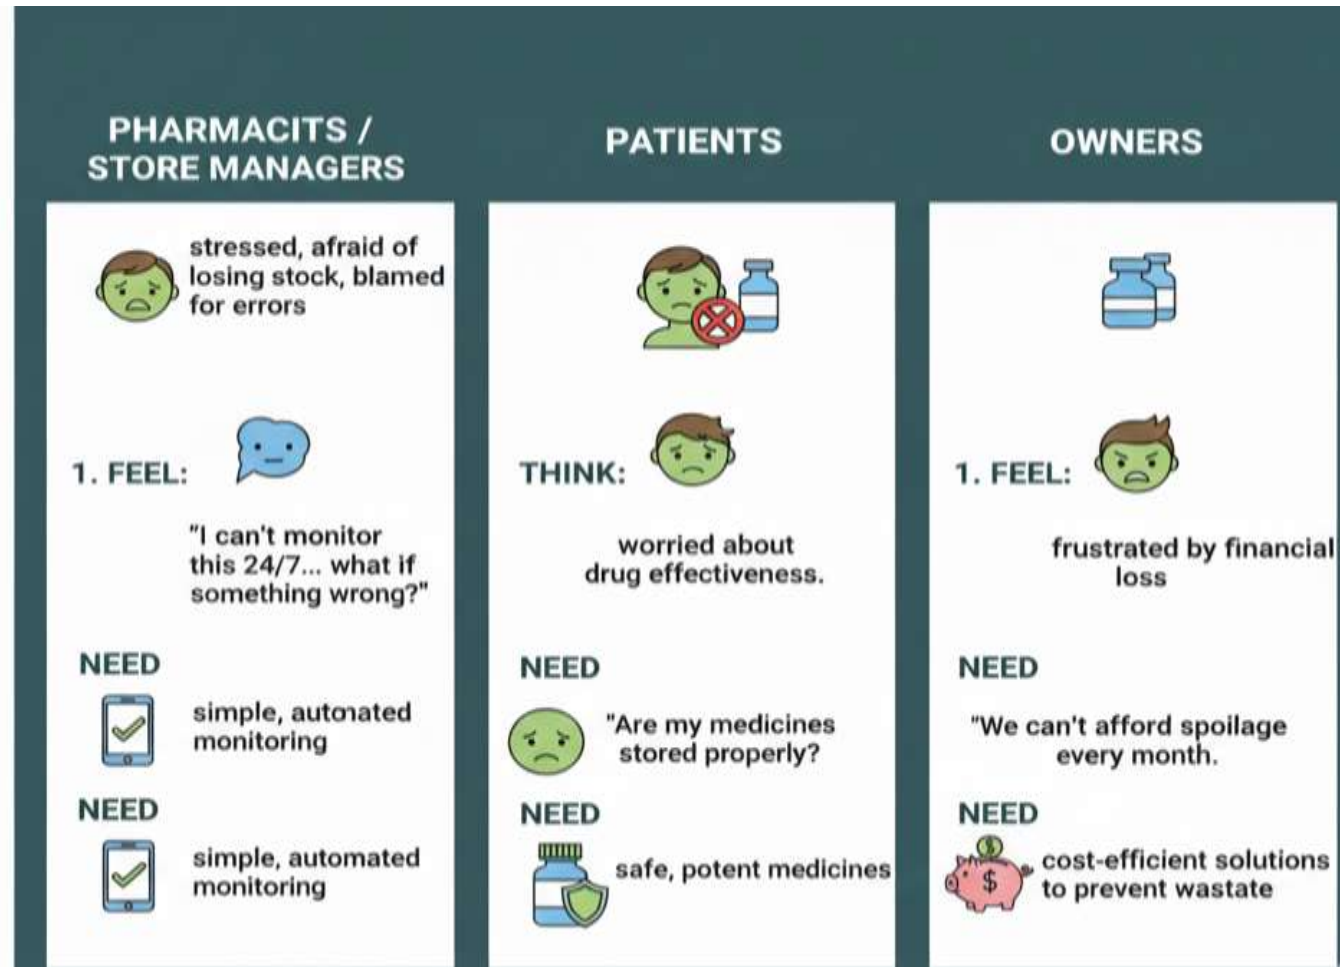 PHARMACITS /
STORE MANAGERS
stressed, afraid of
losing stock, blamed
for errors
1. FEEL:
"I can't monitor
this 24/7... what if
something wrong?"
NEED
simple, autonated
monitoring
NEED
simple, automated
monitoring
PATIENTS
THINK:
worried about
drug effectiveness.
NEED
"Are my medicines
stored properly?
NEED
safe, potent medicines
OWNERS
1. FEEL:
frustrated by financial
loss
NEED
"We can't afford spoilage
every month.
NEED
$
$
cost-efficient solutions
to prevent wastate